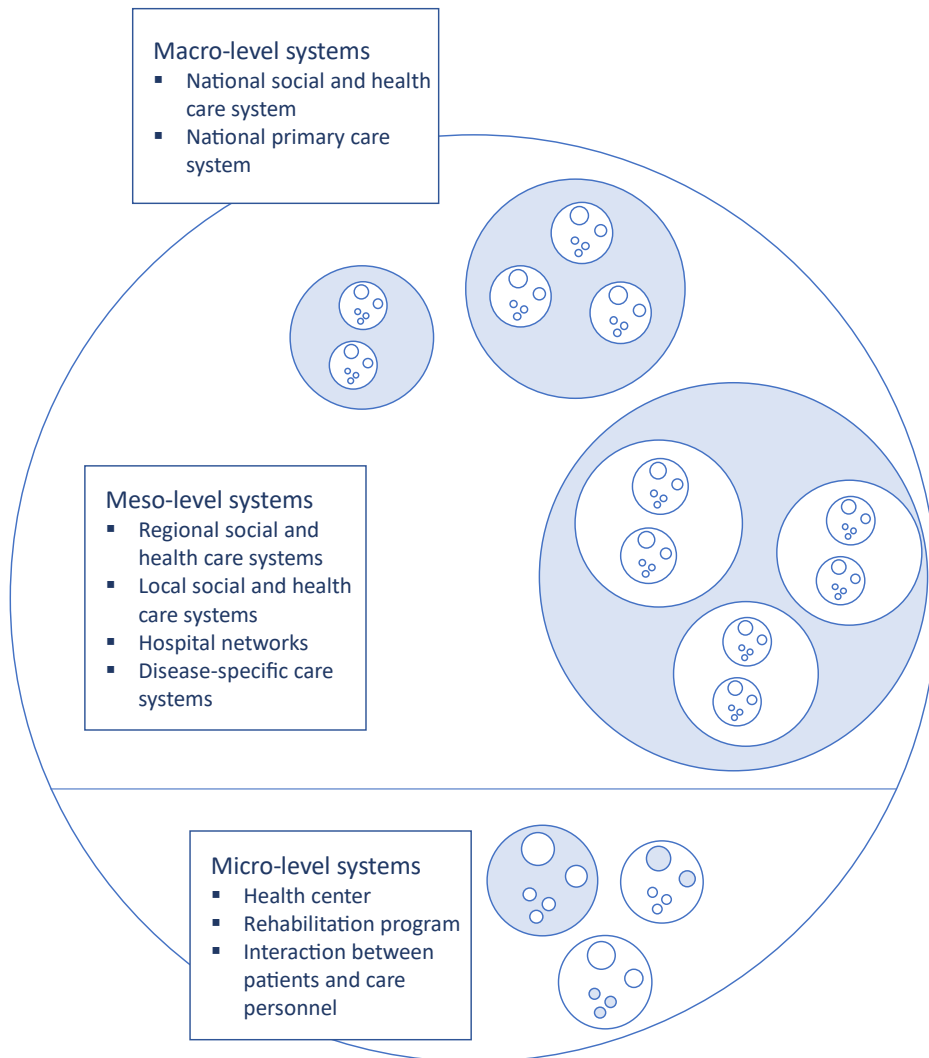 Macro-level systems
▪ National social and health
care system
▪ National primary care
system
Meso-level systems
▪ Regional social and
health care systems
▪ Local social and health
care systems
▪ Hospital networks
▪ Disease-specific care
systems
Micro-level systems
▪ Health center
▪ Rehabilitation program
▪ Interaction between
patients and care
personnel